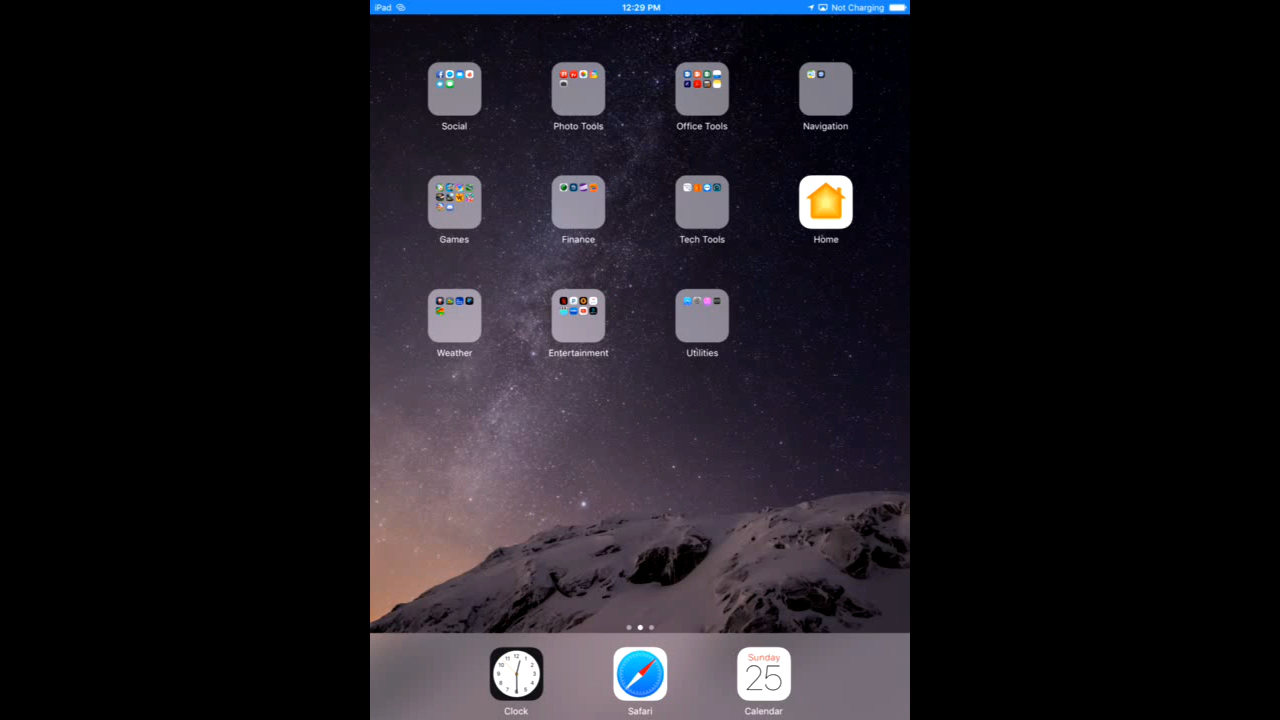 iPad 12:29 PM Not Charging
Social Photo Tools Office Tools Navigation
Games Finance Tech Tools Home
Weather Entertainment Utilities
Sunday
25
Clock Safari Calendar